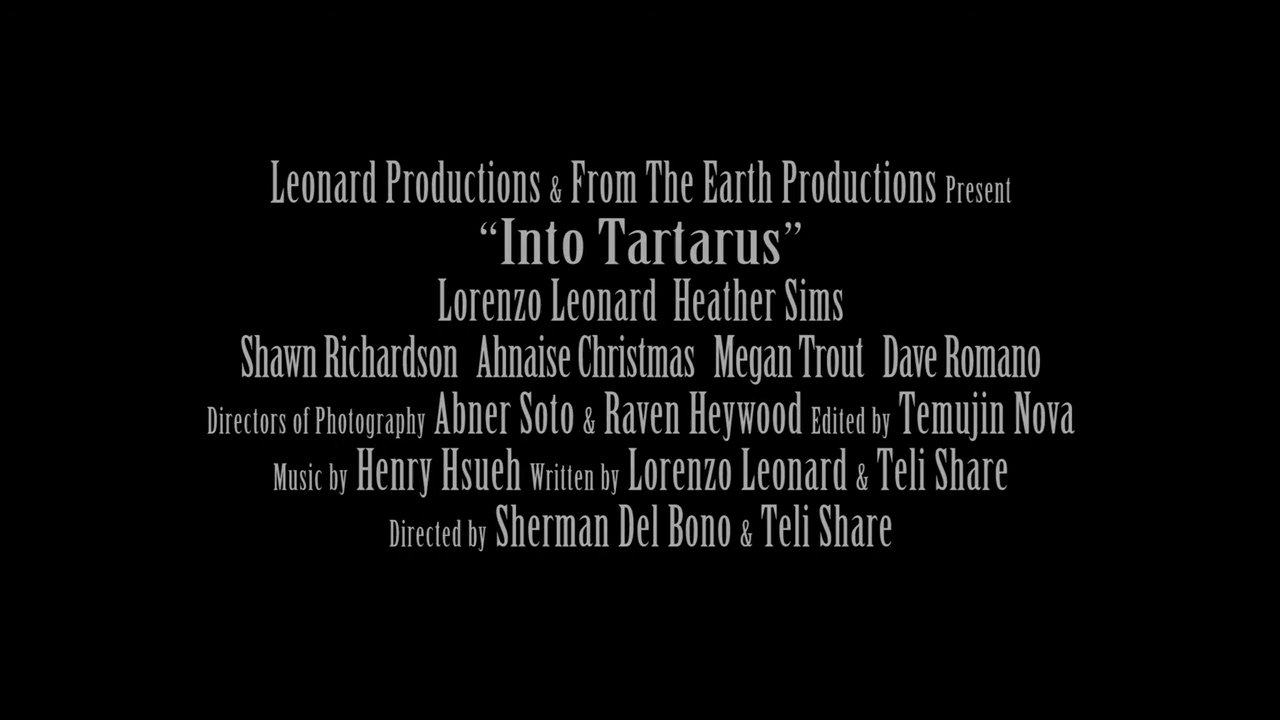 Leonard Productions & From The Earth Productions Present
“Into Tartarus”
Lorenzo Leonard Heather Sims
Shawn Richardson Ahnaise Christmas Megan Trout Dave Romano
Directors of Photography Abner Soto & Raven Heywood Edited by Temujin Nova
Music by Henry Hsueh Written by Lorenzo Leonard & Teli Share
Directed by Sherman Del Bono & Teli Share